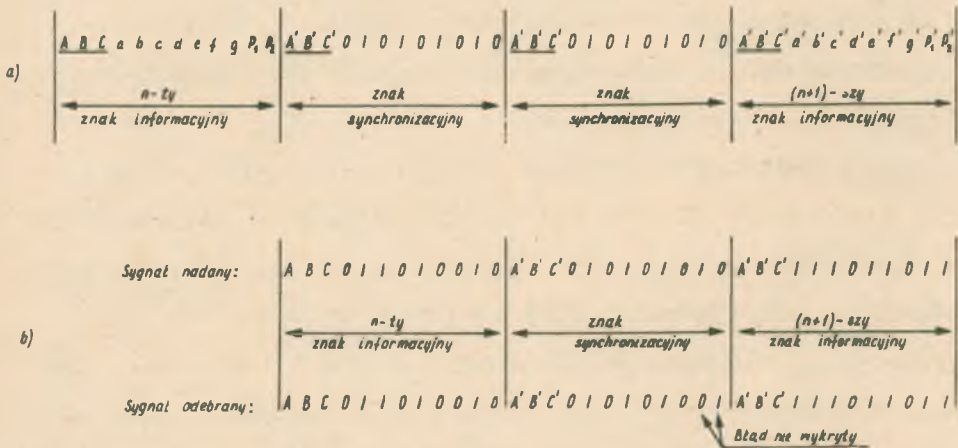 A B C a b c d e f g P₁ P₂ A' B' C' 0 1 0 1 0 1 0 1 0 A' B' C' 0 1 0 1 0 1 0 1 0 A' B' C' a' b' c' d' e' f' g' P₁' P₂'
a)
n-ty znak znak (n+1)-szy
znak informacyjny synchronizacyjny synchronizacyjny znak informacyjny
Sygnał nadany: A B C 0 1 1 0 1 0 0 1 0 A' B' C' 0 1 0 1 0 1 0 1 0 A' B' C' 1 1 1 0 1 1 0 1 1
b)
n-ty znak (n+1)-szy
znak informacyjny synchronizacyjny znak informacyjny
Sygnał odebrany: A B C 0 1 1 0 1 0 0 1 0 A' B' C' 0 1 0 1 0 1 0 0 1 A' B' C' 1 1 1 0 1 1 0 1 1
Błąd nie wykryty